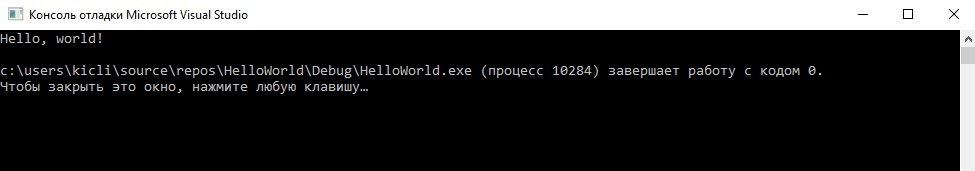 Консоль отладки Microsoft Visual Studio
Hello, world!
c:\users\kicli\source\repos\HelloWorld\Debug\HelloWorld.exe (процесс 10284) завершает работу с кодом 0.
Чтобы закрыть это окно, нажмите любую клавишу…